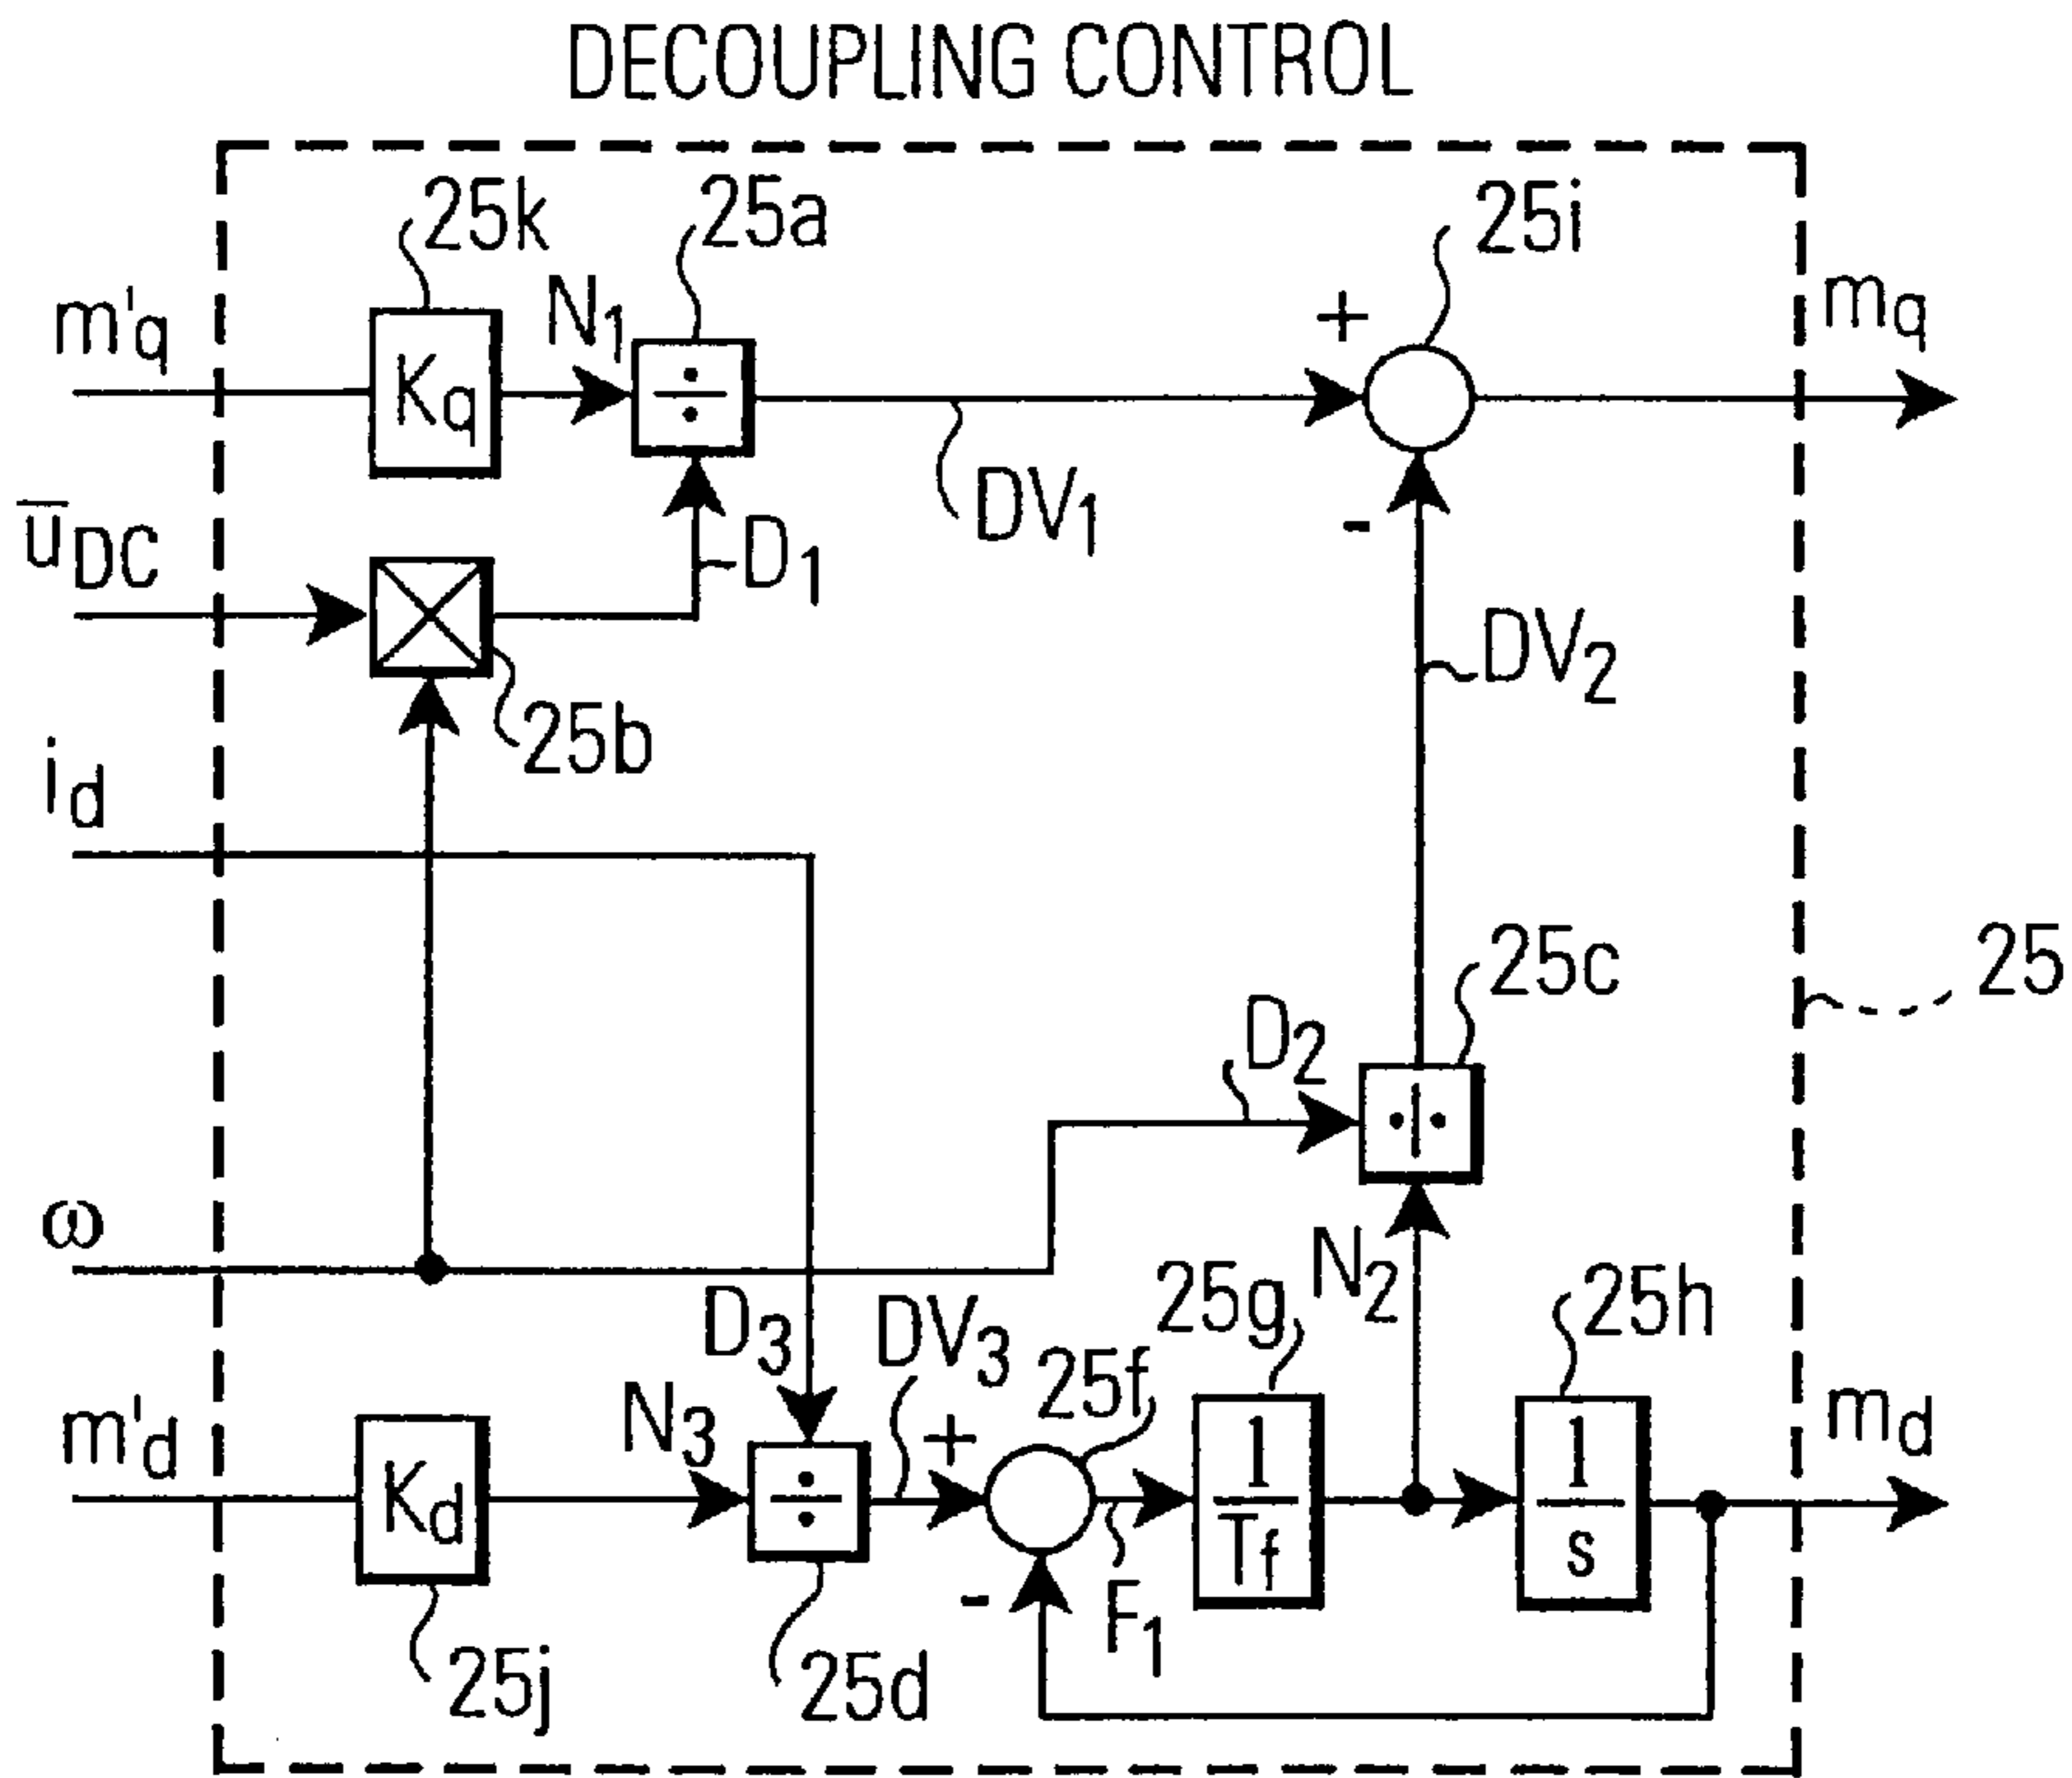 DECOUPLING CONTROL
25k
25a
25i
m'q
N1
+
mq
Kq
÷
ūDC
D1
DV1
-
25b
DV2
id
25c
25
D2
÷
ω
D3
DV3
25g
N2
25h
25f
m'd
N3
+
md
Kd
÷
1/Tf
1/s
-
F1
25j
25d